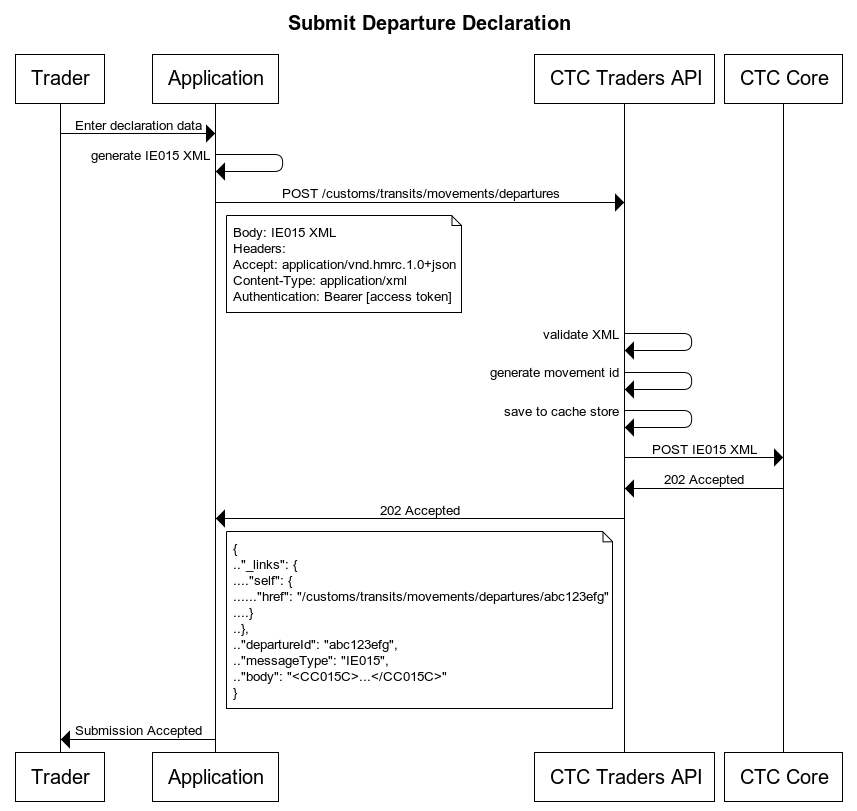 Submit Departure Declaration
Trader
Application
CTC Traders API
CTC Core
Enter declaration data
generate IE015 XML
POST /customs/transits/movements/departures
Body: IE015 XML
Headers:
Accept: application/vnd.hmrc.1.0+json
Content-Type: application/xml
Authentication: Bearer [access token]
validate XML
generate movement id
save to cache store
POST IE015 XML
202 Accepted
202 Accepted
{
.."_links": {
...."self": {
......"href": "/customs/transits/movements/departures/abc123efg"
....}
..},
.."departureId": "abc123efg",
.."messageType": "IE015",
.."body": "<CC015C>...</CC015C>"
}
Submission Accepted
Trader
Application
CTC Traders API
CTC Core